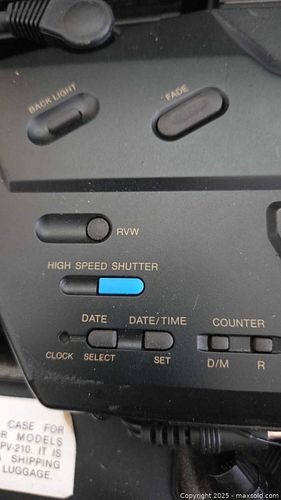 BACK LIGHT
FADE
RVW
HIGH SPEED SHUTTER
DATE DATE/TIME COUNTER
CLOCK SELECT SET D/M R
CASE FOR
MODELS
PV-210. IT IS
SHIPPING
LUGGAGE.
Copyright 2025 - maxsold.com